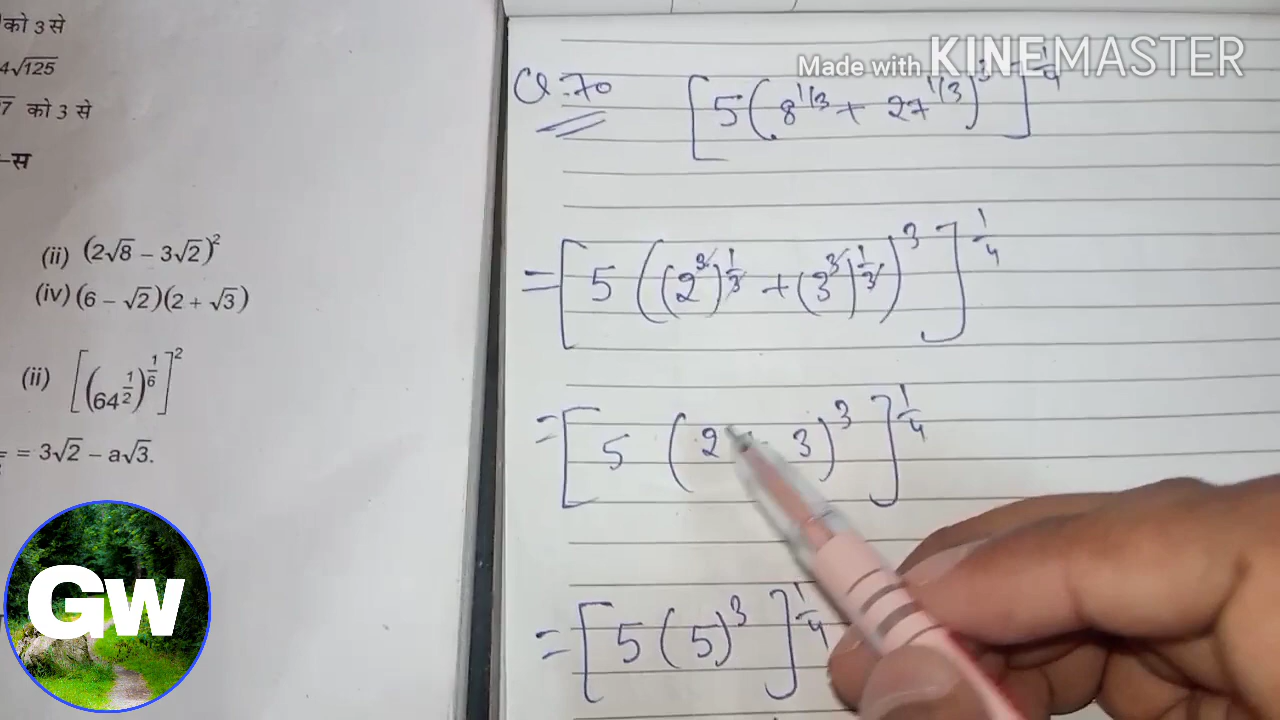 को 3 से
4√125
7 को 3 से
–स
(ii) (2√8 – 3√2)²
(iv) (6 – √2)(2 + √3)
(ii) [(64^(1/2))^(1/6)]²
= 3√2 – a√3.
GW
Made with KINEMASTER
Q.70 [5(8^(1/3) + 27^(1/3))³]^(1/4)
= [5((2³)^(1/3) + (3³)^(1/3))³]^(1/4)
= [5 (2 + 3)³]^(1/4)
= [5(5)³]^(1/4)